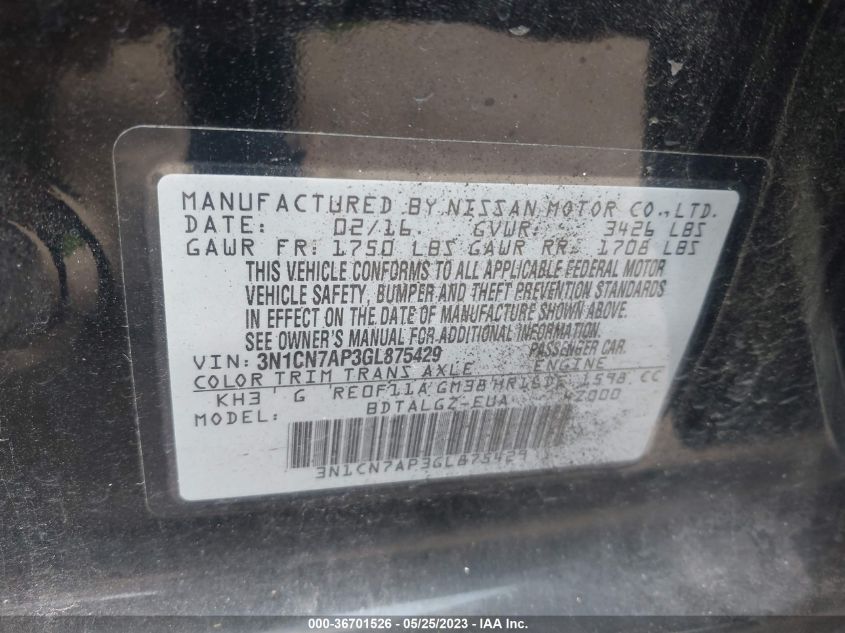 MANUFACTURED BY NISSAN MOTOR CO.,LTD.
DATE: 02/16 GVWR: 3426 LBS
GAWR FR: 1750 LBS GAWR RR: 1708 LBS
THIS VEHICLE CONFORMS TO ALL APPLICABLE FEDERAL MOTOR
VEHICLE SAFETY, BUMPER AND THEFT PREVENTION STANDARDS
IN EFFECT ON THE DATE OF MANUFACTURE SHOWN ABOVE.
SEE OWNER'S MANUAL FOR ADDITIONAL INFORMATION.
VIN: 3N1CN7AP3GL875429 PASSENGER CAR
COLOR TRIM TRANS AXLE ENGINE
KH3 G RE0F11A GM38 HR16DE 1598 CC
MODEL: BDTALGZ-EUA 4Z000
3N1CN7AP3GL875429
000-36701526 - 05/25/2023 - IAA Inc.